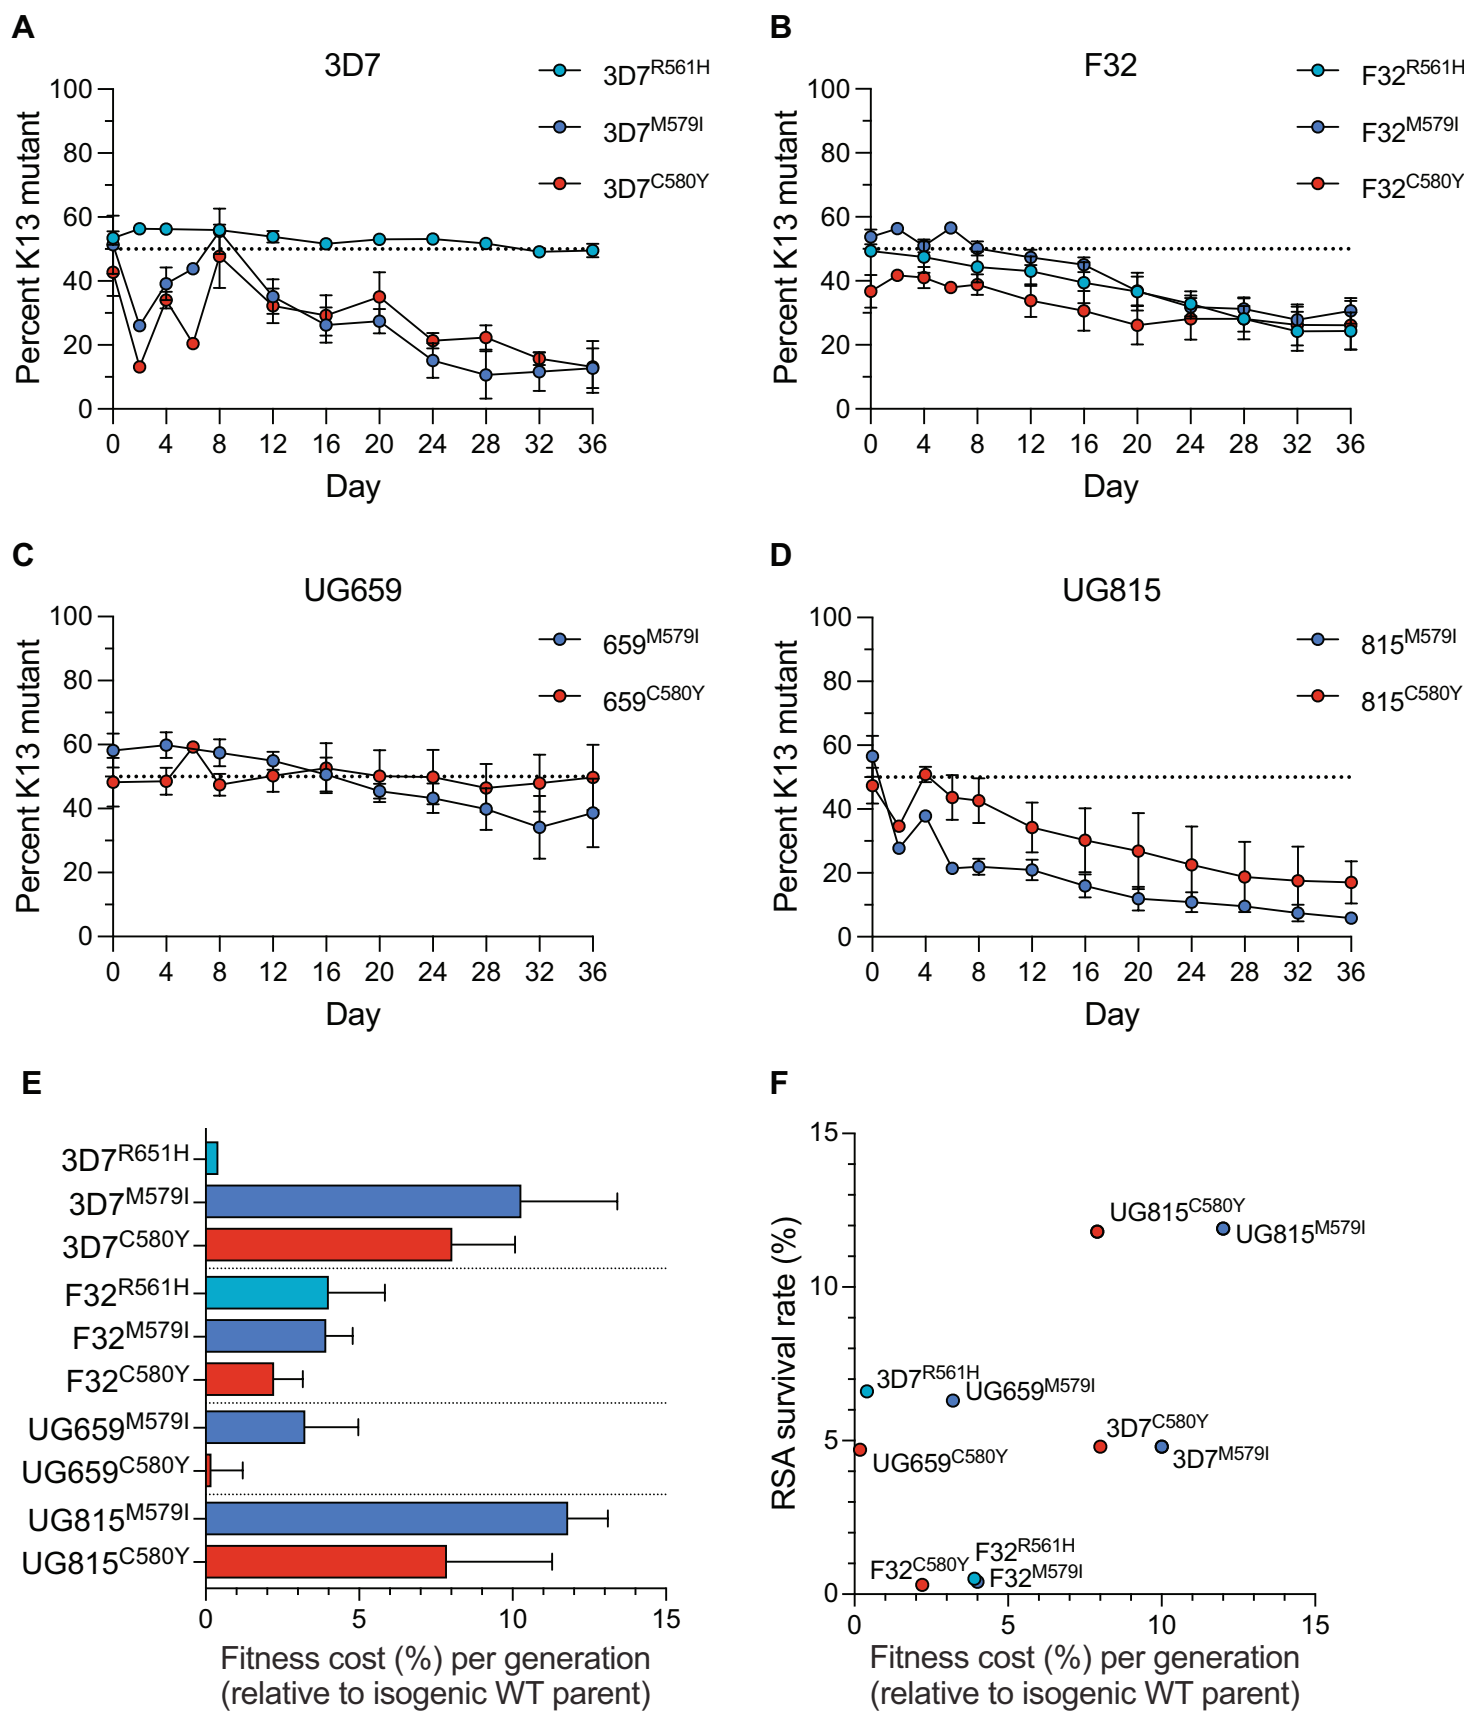 A
3D7
3D7R561H
3D7M579I
3D7C580Y
Percent K13 mutant
100
80
60
40
20
0
0 4 8 12 16 20 24 28 32 36
Day
B
F32
F32R561H
F32M579I
F32C580Y
Percent K13 mutant
100
80
60
40
20
0
0 4 8 12 16 20 24 28 32 36
Day
C
UG659
659M579I
659C580Y
Percent K13 mutant
100
80
60
40
20
0
0 4 8 12 16 20 24 28 32 36
Day
D
UG815
815M579I
815C580Y
Percent K13 mutant
100
80
60
40
20
0
0 4 8 12 16 20 24 28 32 36
Day
E
3D7R651H
3D7M579I
3D7C580Y
F32R561H
F32M579I
F32C580Y
UG659M579I
UG659C580Y
UG815M579I
UG815C580Y
0 5 10 15
Fitness cost (%) per generation
(relative to isogenic WT parent)
F
RSA survival rate (%)
15
10
5
0
UG815C580Y
UG815M579I
3D7R561H
UG659M579I
3D7C580Y
UG659C580Y
3D7M579I
F32R561H
F32C580Y
F32M579I
0 5 10 15
Fitness cost (%) per generation
(relative to isogenic WT parent)